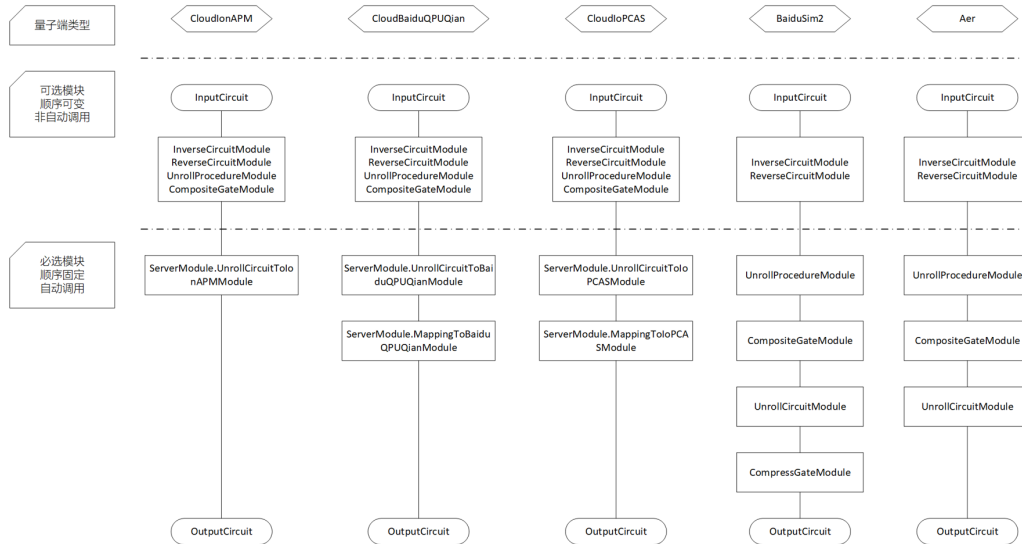 量子端类型
CloudIonAPM
CloudBaiduQPUQian
CloudIoPCAS
BaiduSim2
Aer
可选模块
顺序可变
非自动调用
InputCircuit
InputCircuit
InputCircuit
InputCircuit
InputCircuit
InverseCircuitModule
ReverseCircuitModule
UnrollProcedureModule
CompositeGateModule
InverseCircuitModule
ReverseCircuitModule
UnrollProcedureModule
CompositeGateModule
InverseCircuitModule
ReverseCircuitModule
UnrollProcedureModule
CompositeGateModule
InverseCircuitModule
ReverseCircuitModule
InverseCircuitModule
ReverseCircuitModule
必选模块
顺序固定
自动调用
ServerModule.UnrollCircuitToIo
nAPMModule
ServerModule.UnrollCircuitToBai
duQPUQianModule
ServerModule.UnrollCircuitToIo
PCASModule
UnrollProcedureModule
UnrollProcedureModule
ServerModule.MappingToBaidu
QPUQianModule
ServerModule.MappingToIoPCA
SModule
CompositeGateModule
CompositeGateModule
UnrollCircuitModule
UnrollCircuitModule
CompressGateModule
OutputCircuit
OutputCircuit
OutputCircuit
OutputCircuit
OutputCircuit